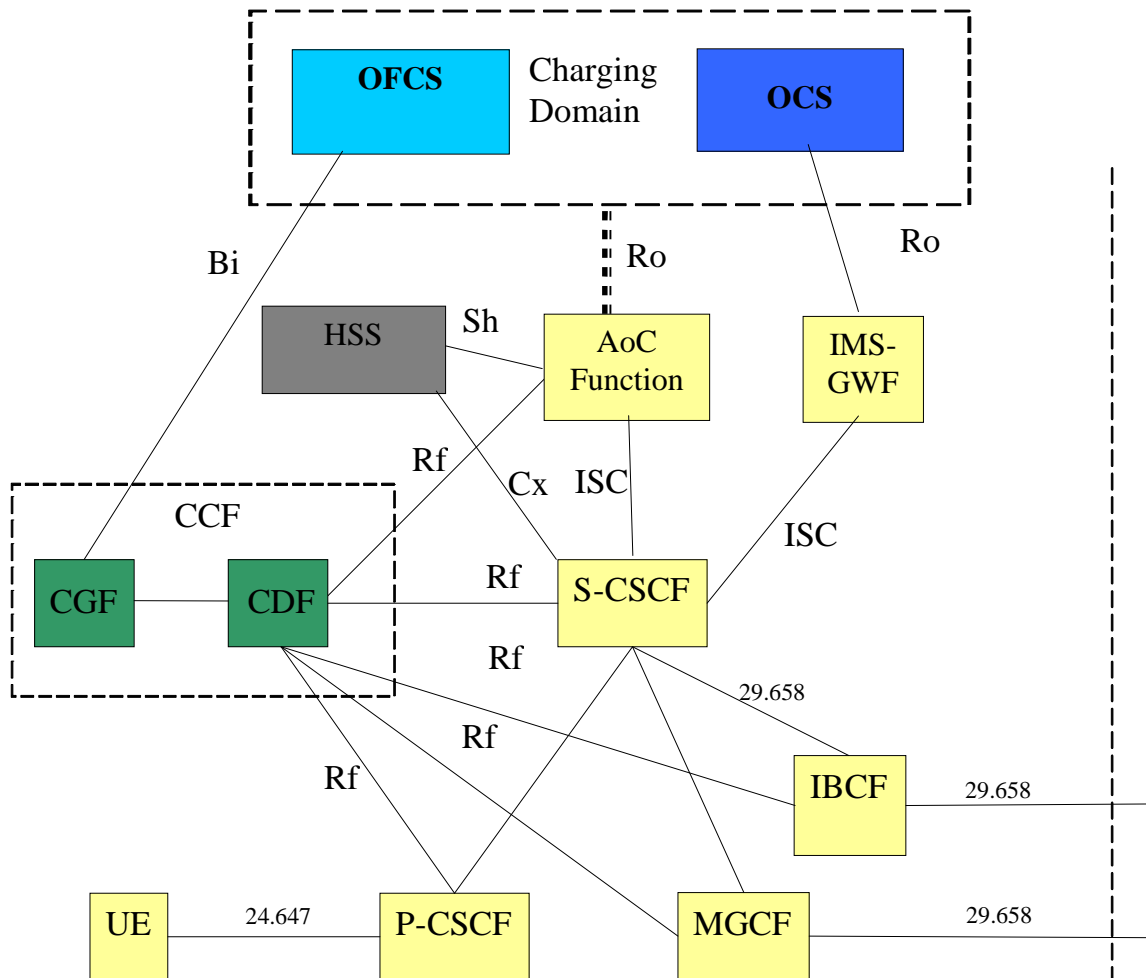 OFCS
Charging
Domain
OCS
Bi
Ro
Ro
HSS
Sh
AoC
Function
IMS-
GWF
Rf
Cx
ISC
ISC
CCF
CGF
CDF
Rf
S-CSCF
Rf
29.658
Rf
Rf
IBCF
29.658
UE
24.647
P-CSCF
MGCF
29.658